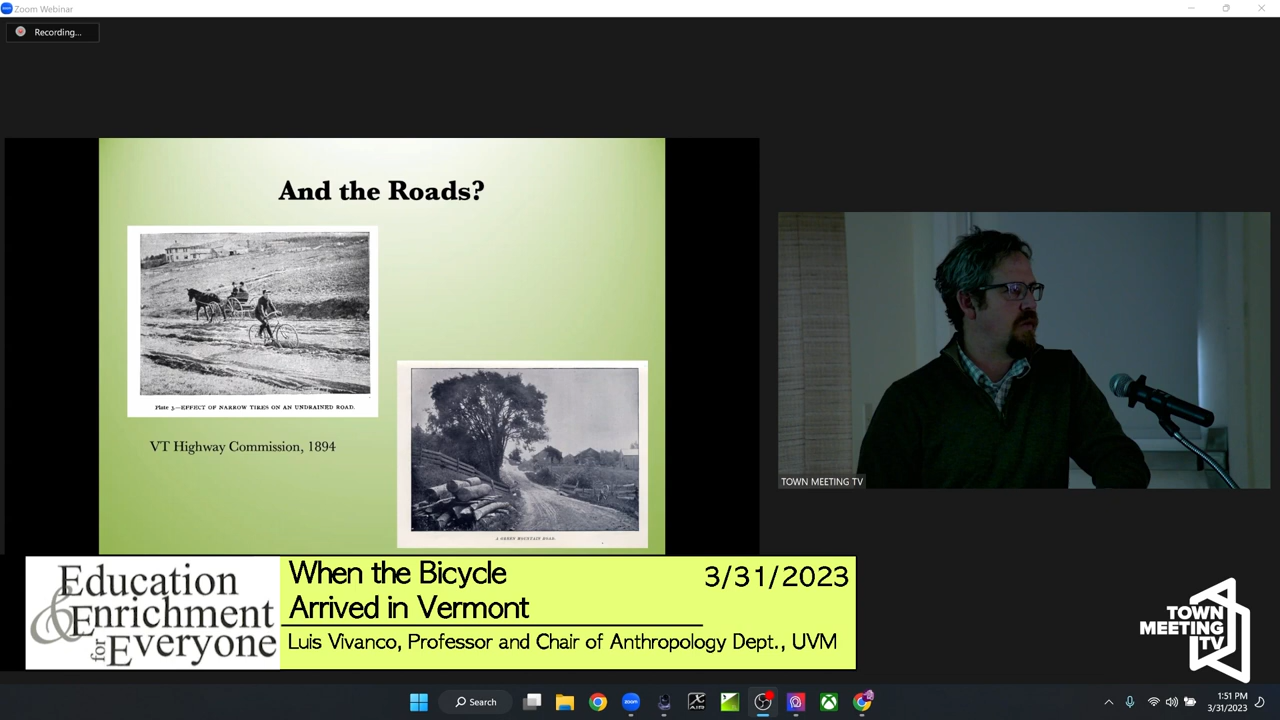 Zoom Webinar
Recording...
And the Roads?
Plate 3.—EFFECT OF NARROW TIRES ON AN UNDRAINED ROAD.
VT Highway Commission, 1894
A GREEN MOUNTAIN ROAD.
TOWN MEETING TV
Education
& Enrichment
for Everyone
When the Bicycle
Arrived in Vermont
3/31/2023
Luis Vivanco, Professor and Chair of Anthropology Dept., UVM
TOWN
MEETING
TV
Search
zoom
1:51 PM
3/31/2023